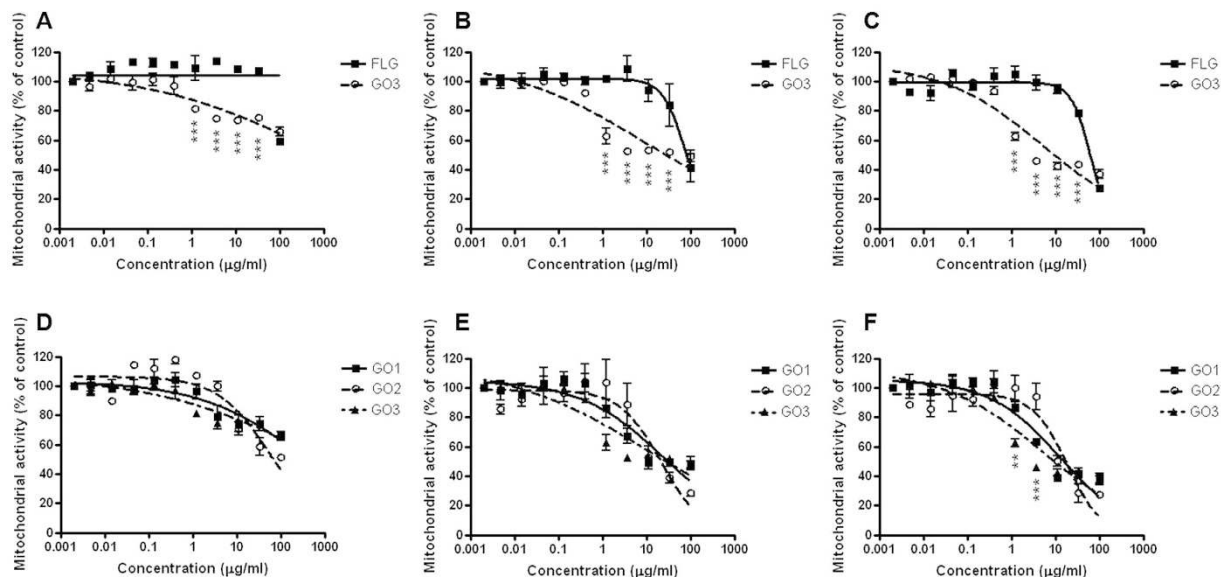 A
Mitochondrial activity (% of control)
120
100
80
60
40
20
0
0.001 0.01 0.1 1 10 100 1000
Concentration (μg/ml)
FLG
GO3
***
***
***
***
B
Mitochondrial activity (% of control)
120
100
80
60
40
20
0
0.001 0.01 0.1 1 10 100 1000
Concentration (μg/ml)
FLG
GO3
***
***
***
***
C
Mitochondrial activity (% of control)
120
100
80
60
40
20
0
0.001 0.01 0.1 1 10 100 1000
Concentration (μg/ml)
FLG
GO3
***
***
***
***
D
Mitochondrial activity (% of control)
120
100
80
60
40
20
0
0.001 0.01 0.1 1 10 100 1000
Concentration (μg/ml)
GO1
GO2
GO3
E
Mitochondrial activity (% of control)
120
100
80
60
40
20
0
0.001 0.01 0.1 1 10 100 1000
Concentration (μg/ml)
GO1
GO2
GO3
F
Mitochondrial activity (% of control)
120
100
80
60
40
20
0
0.001 0.01 0.1 1 10 100 1000
Concentration (μg/ml)
GO1
GO2
GO3
**
***